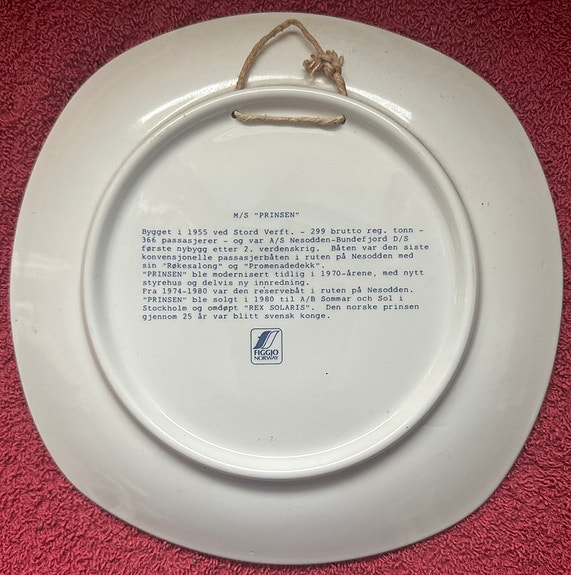 M/S "PRINSEN"
Bygget i 1955 ved Stord Verft. - 299 brutto reg. tonn -
366 passasjerer - og var A/S Nesodden-Bundefjord D/S
første nybygg etter 2. verdenskrig.  Båten var den siste
konvensjonelle passasjerbåten i ruten på Nesodden med
sin "Røkesalong" og "Promenadedekk".
"PRINSEN" ble modernisert tidlig i 1970-årene, med nytt
styrehus og delvis ny innredning.
Fra 1974-1980 var den reservebåt i ruten på Nesodden.
"PRINSEN" ble solgt i 1980 til A/B Sommar och Sol i
Stockholm og omdøpt "REX SOLARIS".  Den norske prinsen
gjennom 25 år var blitt svensk konge.
FIGGJO
NORWAY